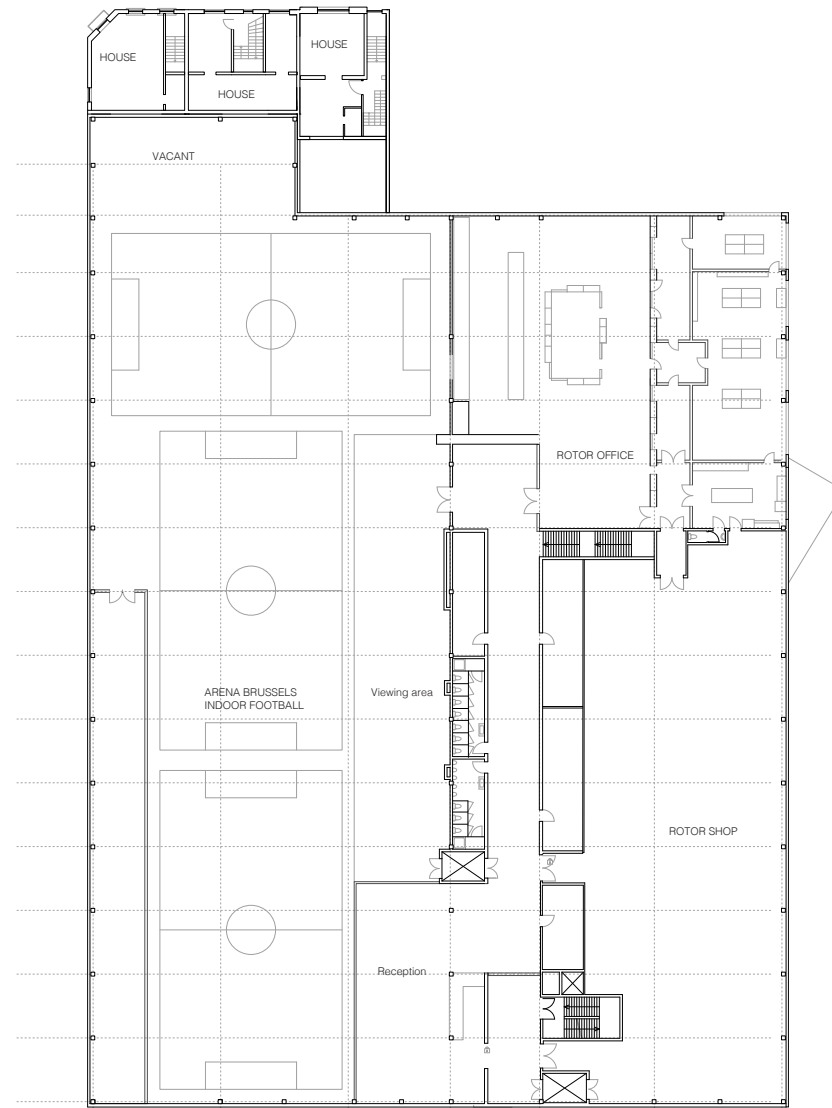 HOUSE
HOUSE
HOUSE
VACANT
ROTOR OFFICE
ARENA BRUSSELS
INDOOR FOOTBALL
Viewing area
ROTOR SHOP
Reception